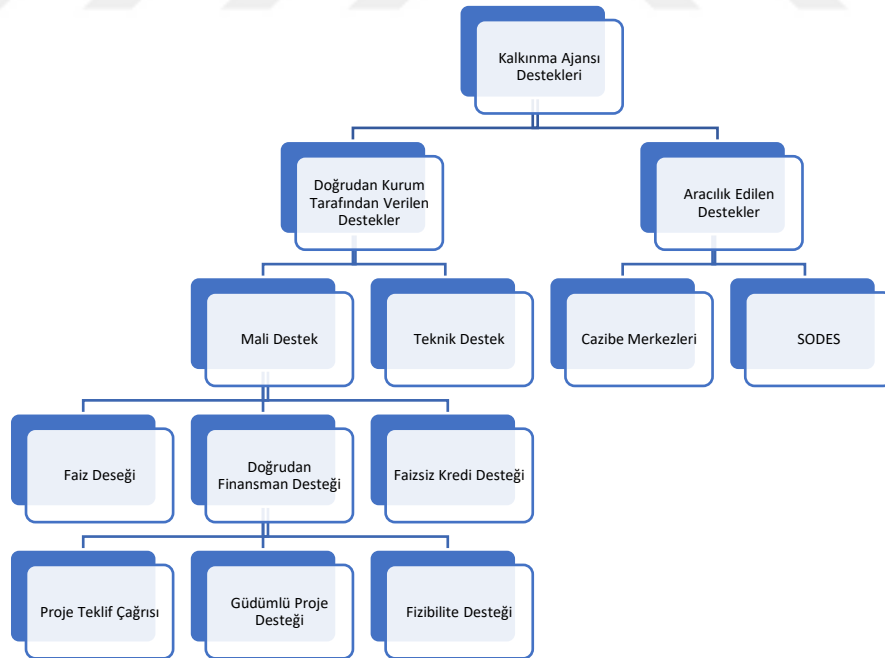 Kalkınma Ajansı
Destekleri
Doğrudan Kurum
Tarafından Verilen
Destekler
Aracılık Edilen
Destekler
Mali Destek
Teknik Destek
Cazibe Merkezleri
SODES
Faiz Deseği
Doğrudan
Finansman Desteği
Faizsiz Kredi Desteği
Proje Teklif Çağrısı
Güdümlü Proje
Desteği
Fizibilite Desteği